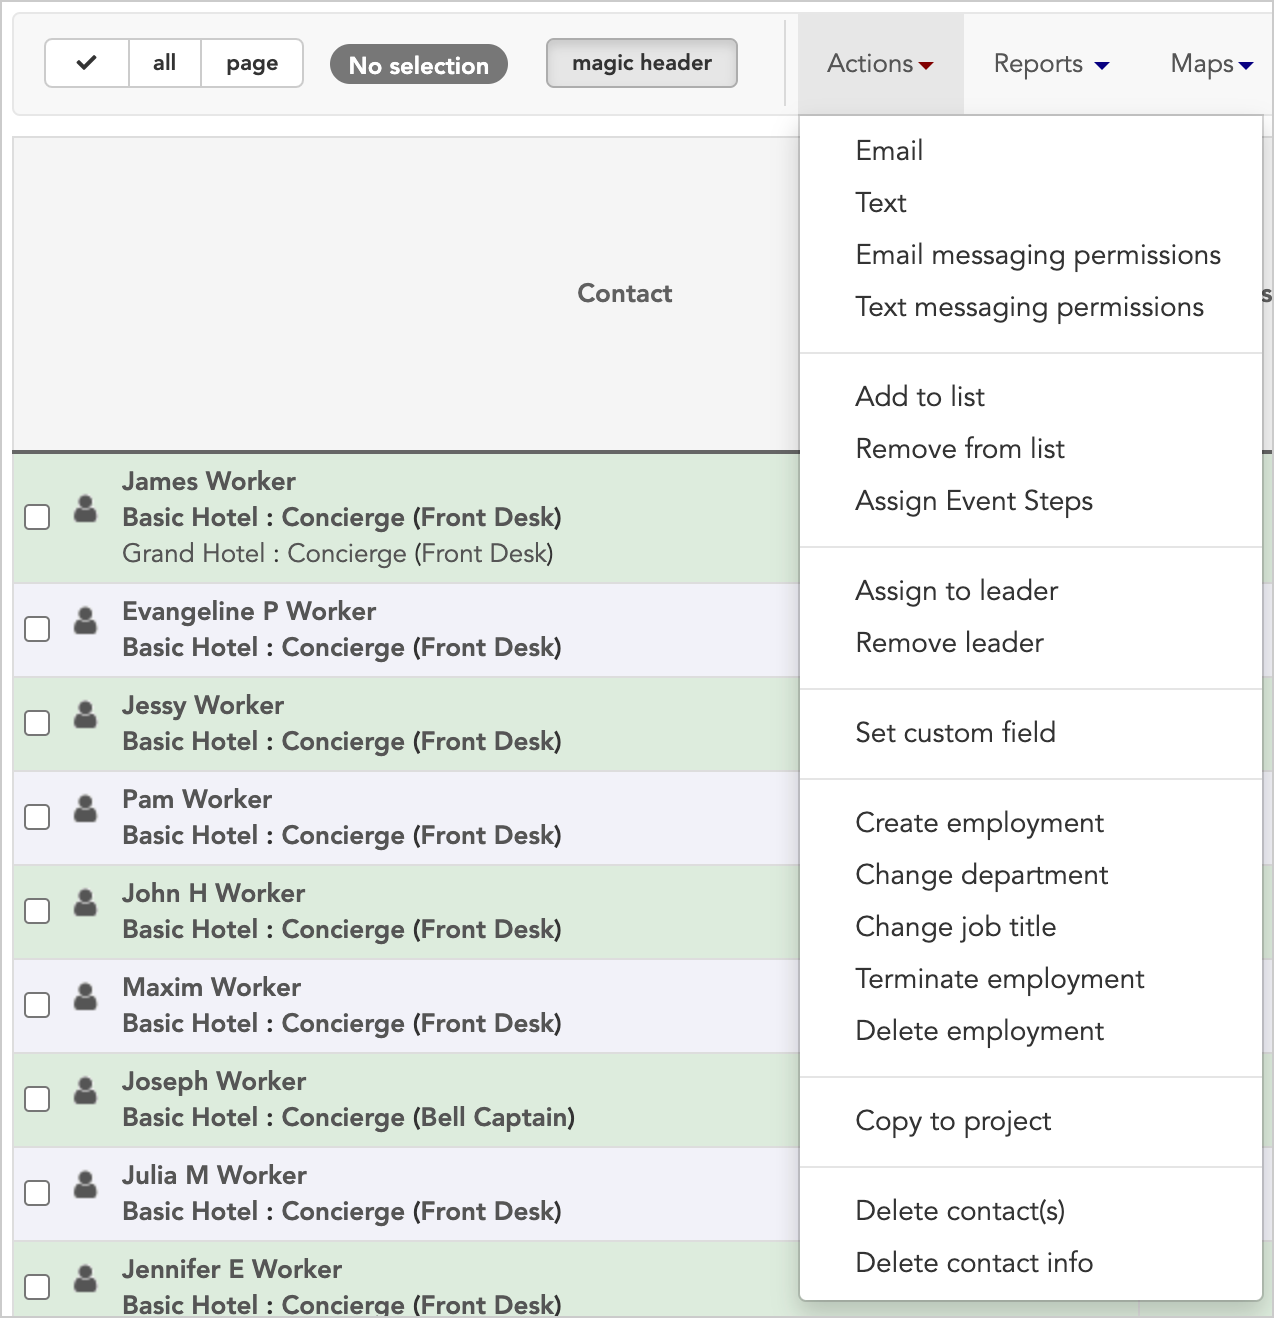 all
page
No selection
magic header
Actions
Reports
Maps
Contact
James Worker
Basic Hotel : Concierge (Front Desk)
Grand Hotel : Concierge (Front Desk)
Evangeline P Worker
Basic Hotel : Concierge (Front Desk)
Jessy Worker
Basic Hotel : Concierge (Front Desk)
Pam Worker
Basic Hotel : Concierge (Front Desk)
John H Worker
Basic Hotel : Concierge (Front Desk)
Maxim Worker
Basic Hotel : Concierge (Front Desk)
Joseph Worker
Basic Hotel : Concierge (Bell Captain)
Julia M Worker
Basic Hotel : Concierge (Front Desk)
Jennifer E Worker
Basic Hotel : Concierge (Front Desk)
Email
Text
Email messaging permissions
Text messaging permissions
Add to list
Remove from list
Assign Event Steps
Assign to leader
Remove leader
Set custom field
Create employment
Change department
Change job title
Terminate employment
Delete employment
Copy to project
Delete contact(s)
Delete contact info